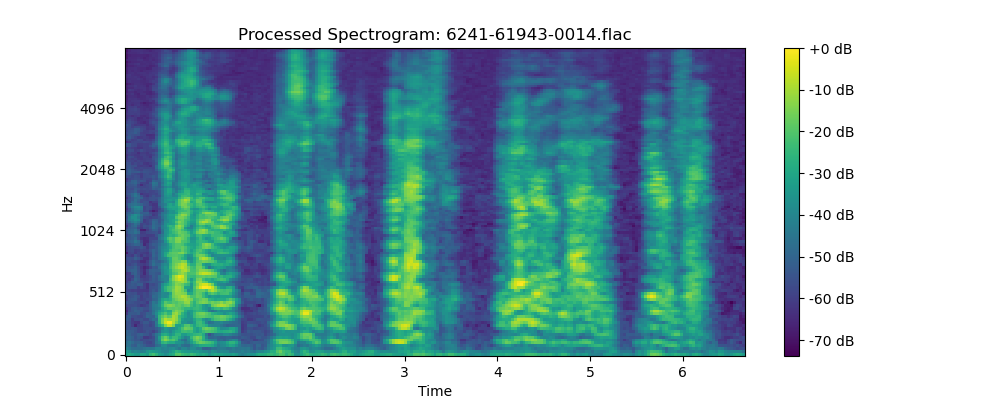 Processed Spectrogram: 6241-61943-0014.flac
Hz
4096
2048
1024
512
0
0 1 2 3 4 5 6
Time
+0 dB
-10 dB
-20 dB
-30 dB
-40 dB
-50 dB
-60 dB
-70 dB